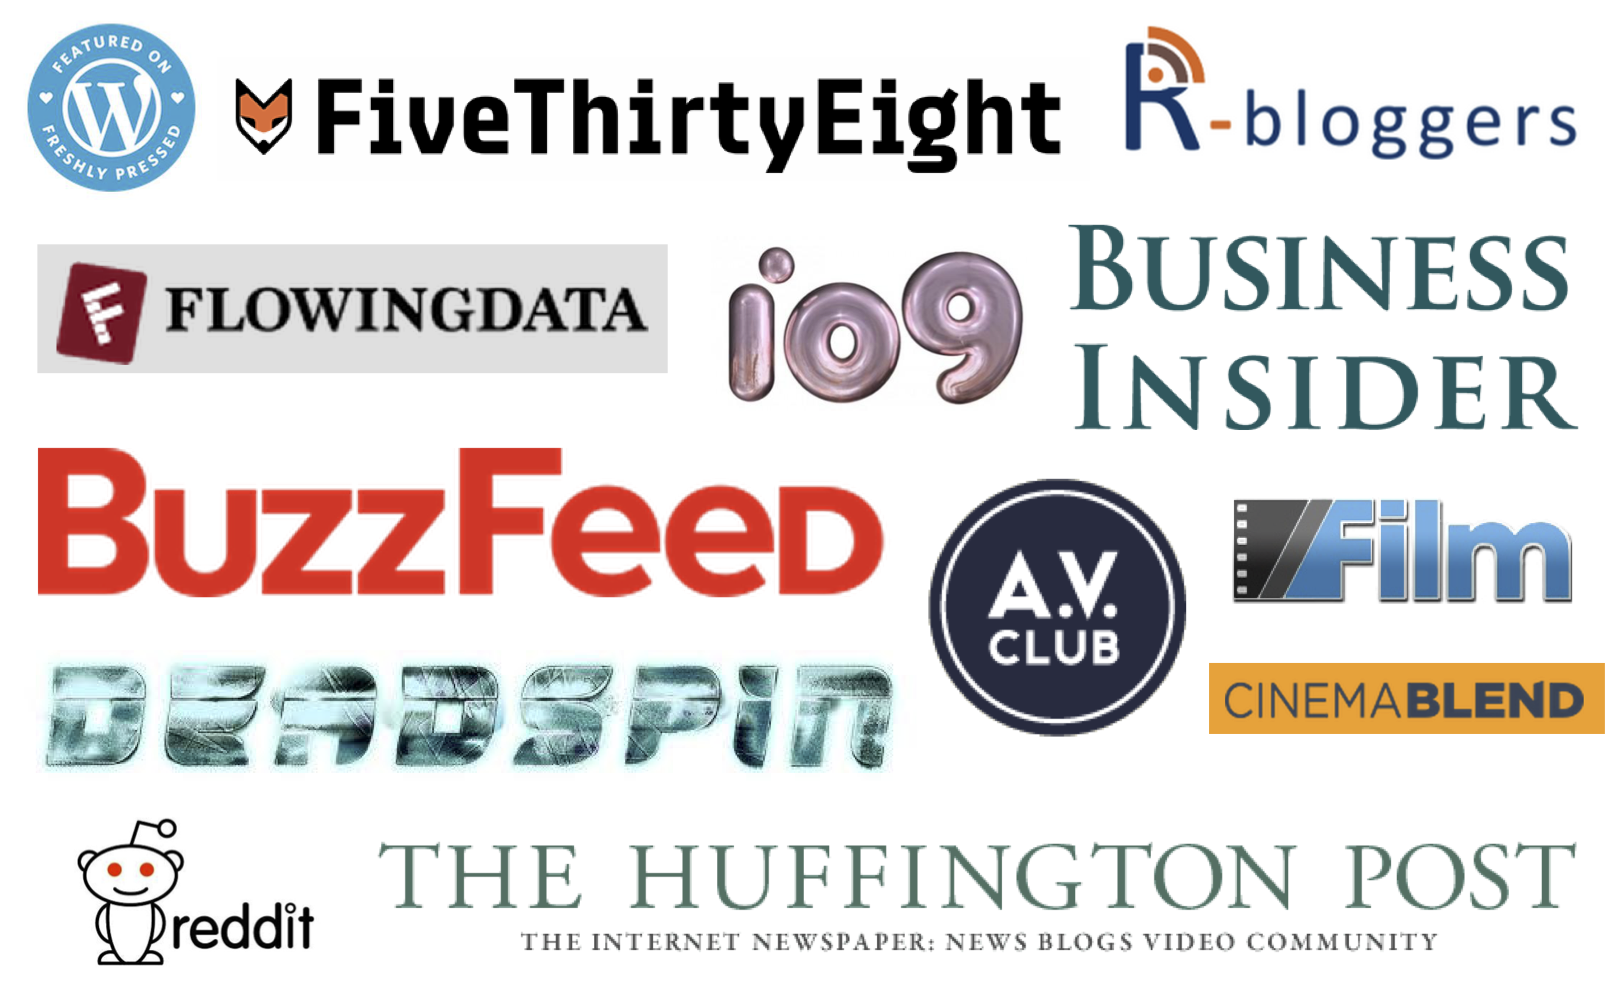 FEATURED ON
W
FRESHLY PRESSED
FiveThirtyEight
R-bloggers
F FLOWINGDATA
io9
BUSINESS
INSIDER
BUZZFEED
A.V.
CLUB
/Film
DEADSPIN
CINEMABLEND
reddit
THE HUFFINGTON POST
THE INTERNET NEWSPAPER: NEWS BLOGS VIDEO COMMUNITY